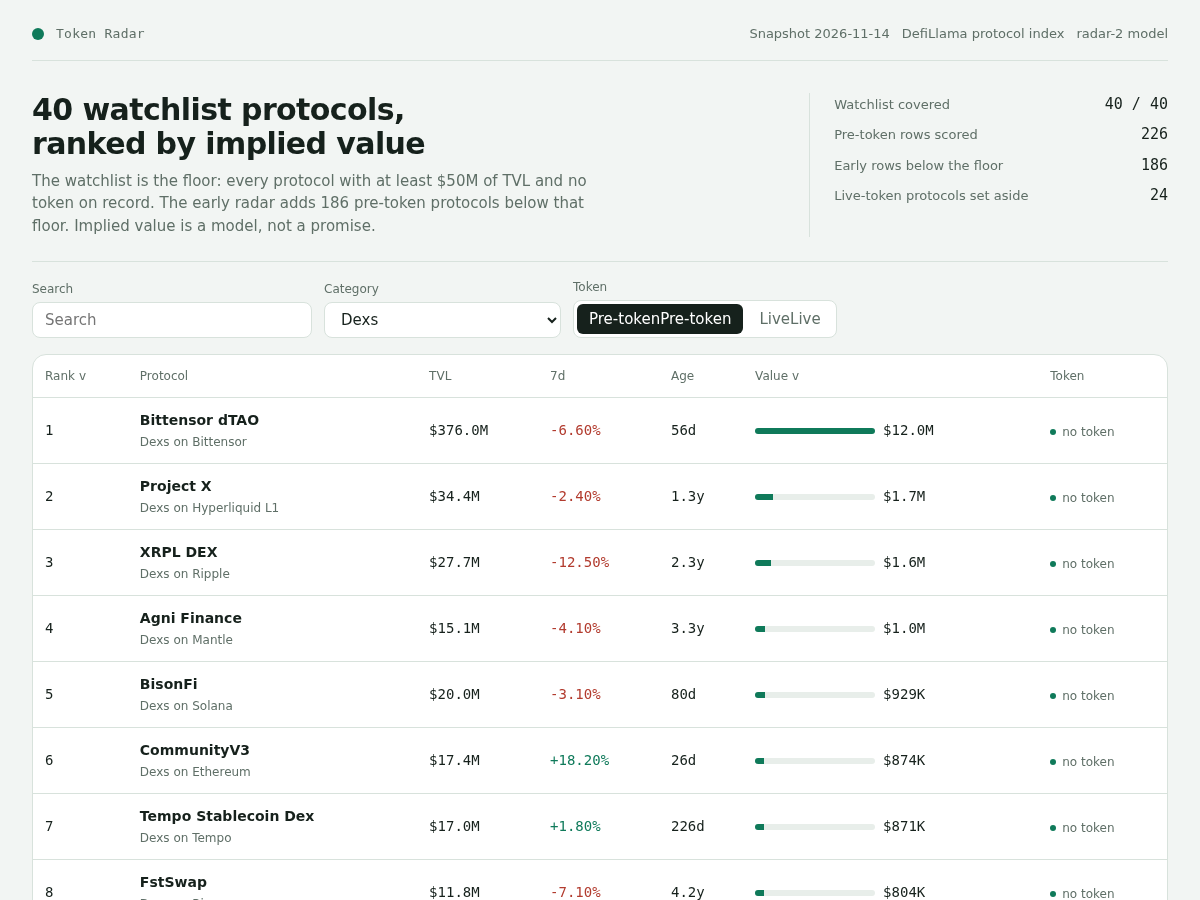 Token Radar
Snapshot 2026-11-14 DefiLlama protocol index radar-2 model
40 watchlist protocols,
ranked by implied value
The watchlist is the floor: every protocol with at least $50M of TVL and no
token on record. The early radar adds 186 pre-token protocols below that
floor. Implied value is a model, not a promise.
Watchlist covered 40 / 40
Pre-token rows scored 226
Early rows below the floor 186
Live-token protocols set aside 24
Search Category Token
Search Dexs Pre-tokenPre-token LiveLive
Rank v Protocol TVL 7d Age Value v Token
1 Bittensor dTAO $376.0M -6.60% 56d $12.0M no token
Dexs on Bittensor
2 Project X $34.4M -2.40% 1.3y $1.7M no token
Dexs on Hyperliquid L1
3 XRPL DEX $27.7M -12.50% 2.3y $1.6M no token
Dexs on Ripple
4 Agni Finance $15.1M -4.10% 3.3y $1.0M no token
Dexs on Mantle
5 BisonFi $20.0M -3.10% 80d $929K no token
Dexs on Solana
6 CommunityV3 $17.4M +18.20% 26d $874K no token
Dexs on Ethereum
7 Tempo Stablecoin Dex $17.0M +1.80% 226d $871K no token
Dexs on Tempo
8 FstSwap $11.8M -7.10% 4.2y $804K no token